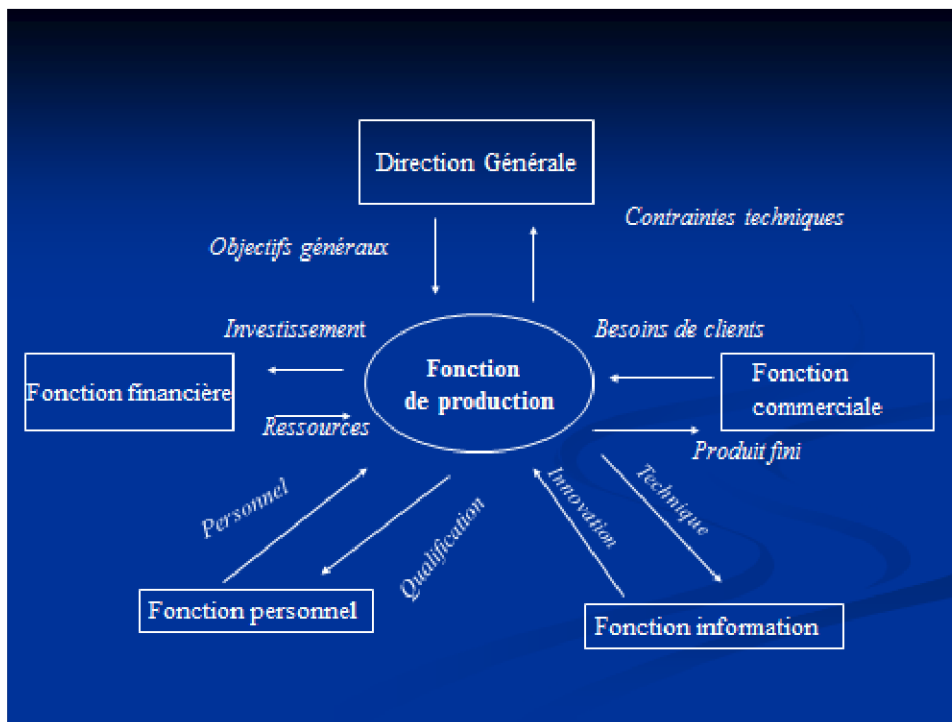 Direction Générale
Contraintes techniques
Objectifs généraux
Investissement
Besoins de clients
Fonction
de production
Fonction financière
Fonction
commerciale
Ressources
Produit fini
Personnel
Qualification
Innovation
Technique
Fonction personnel
Fonction information